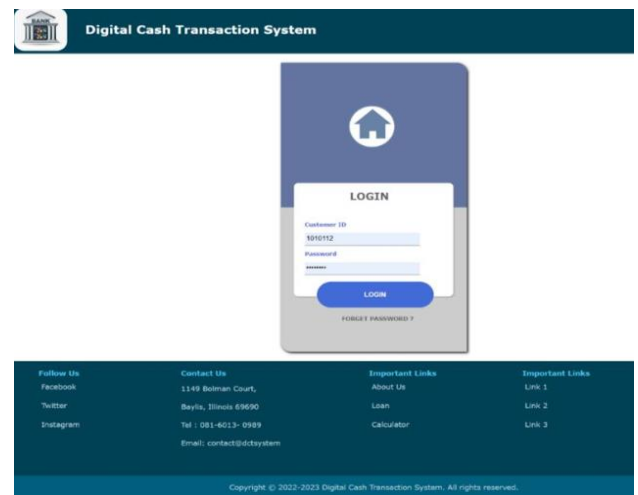 BANK
Digital Cash Transaction System
LOGIN
Customer ID
1010112
Password
••••••••
LOGIN
FORGET PASSWORD ?
Follow Us
Contact Us
Important Links
Important Links
Facebook
1149 Bolman Court,
About Us
Link 1
Twitter
Baylis, Illinois 69690
Loan
Link 2
Instagram
Tel : 081-6013- 0989
Calculator
Link 3
Email: contact@dctsystem
Copyright © 2022-2023 Digital Cash Transaction System. All rights reserved.